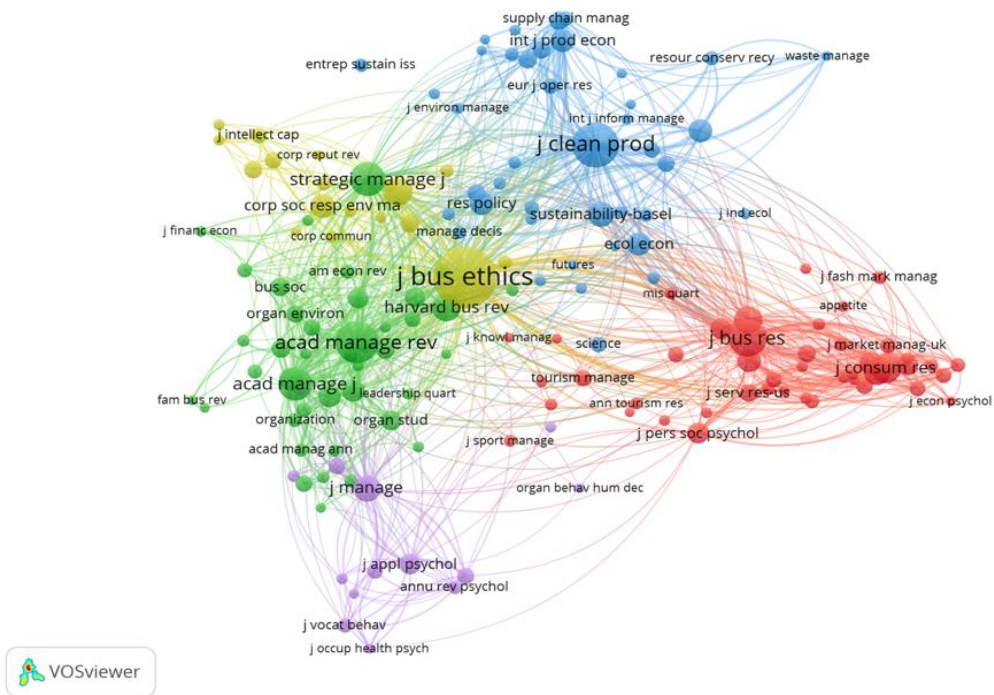 supply chain manag
int j prod econ
entrep sustain iss
resour conserv recy
waste manage
eur j oper res
j environ manage
int j inform manage
j intellect cap
j clean prod
corp reput rev
strategic manage j
corp soc resp env ma
res policy
sustainability-basel
j ind ecol
j financ econ
corp commun
manage decis
ecol econ
am econ rev
j bus ethics
futures
j fash mark manag
bus soc
mis quart
organ environ
harvard bus rev
appetite
acad manage rev
j knowl manag
science
j bus res
j market manag-uk
j consum res
acad manage j
leadership quart
tourism manage
j serv res-us
fam bus rev
ann tourism res
j econ psychol
organization
organ stud
j pers soc psychol
acad manag ann
j sport manage
j manage
organ behav hum dec
j appl psychol
annu rev psychol
j vocat behav
j occup health psych
VOSviewer